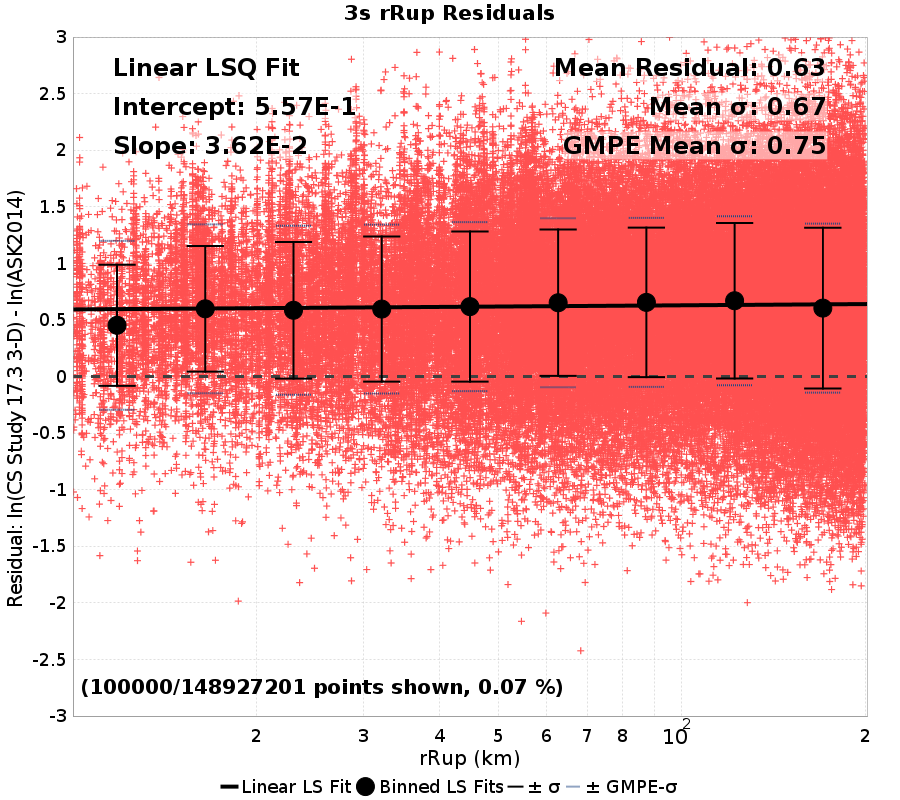 3s rRup Residuals
Linear LSQ Fit
Intercept: 5.57E-1
Slope: 3.62E-2
Mean Residual: 0.63
Mean σ: 0.67
GMPE Mean σ: 0.75
Residual: ln(CS Study 17.3 3-D) - ln(ASK2014)
3
2.5
2
1.5
1
0.5
0
-0.5
-1
-1.5
-2
-2.5
-3
(100000/148927201 points shown, 0.07 %)
2 3 4 5 6 7 8 10² 2
rRup (km)
Linear LS Fit Binned LS Fits ± σ ± GMPE-σ